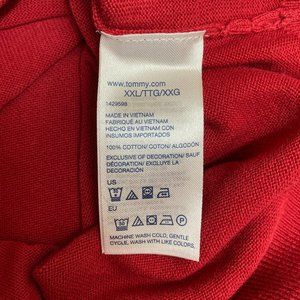 www.tommy.com
XXL/TTG/XXG
1429598
MADE IN VIETNAM
FABRIQUÉ AU VIETNAM
HECHO EN VIETNAM CON
INSUMOS IMPORTADOS
100% COTTON/COTON/ALGODÓN
EXCLUSIVE OF DECORATION/SAUF
DÉCORATION/ EXCLUYE LA
DECORACIÓN
US
EU
MACHINE WASH COLD, GENTLE
CYCLE, WASH WITH LIKE COLORS,